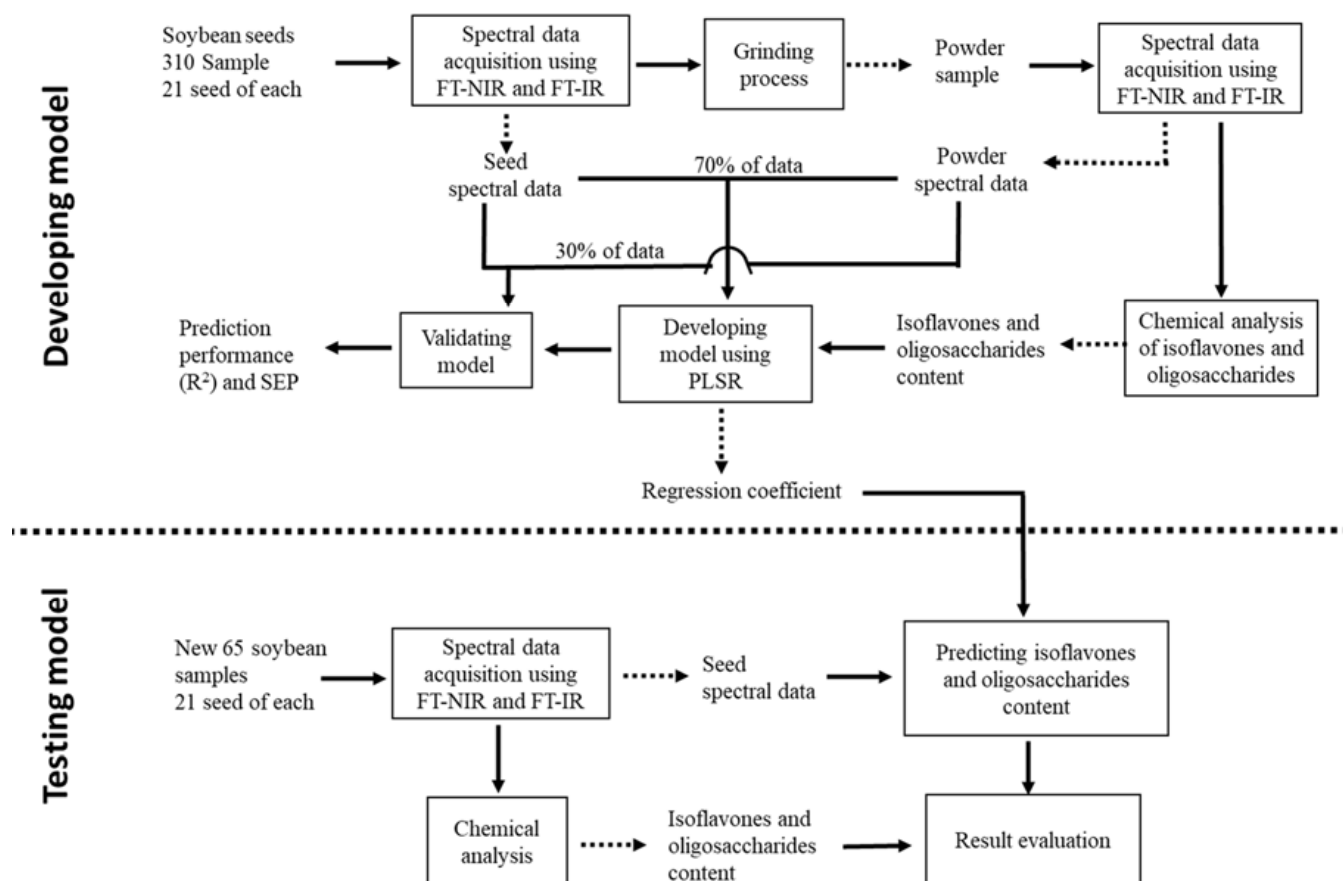 Developing model
Soybean seeds
310 Sample
21 seed of each
Spectral data
acquisition using
FT-NIR and FT-IR
Grinding
process
Powder
sample
Spectral data
acquisition using
FT-NIR and FT-IR
Seed
spectral data
70% of data
Powder
spectral data
30% of data
Prediction
performance
(R²) and SEP
Validating
model
Developing
model using
PLSR
Isoflavones and
oligosaccharides
content
Chemical analysis
of isoflavones and
oligosaccharides
Regression coefficient
Testing model
New 65 soybean
samples
21 seed of each
Spectral data
acquisition using
FT-NIR and FT-IR
Seed
spectral data
Predicting isoflavones
and oligosaccharides
content
Chemical
analysis
Isoflavones and
oligosaccharides
content
Result evaluation